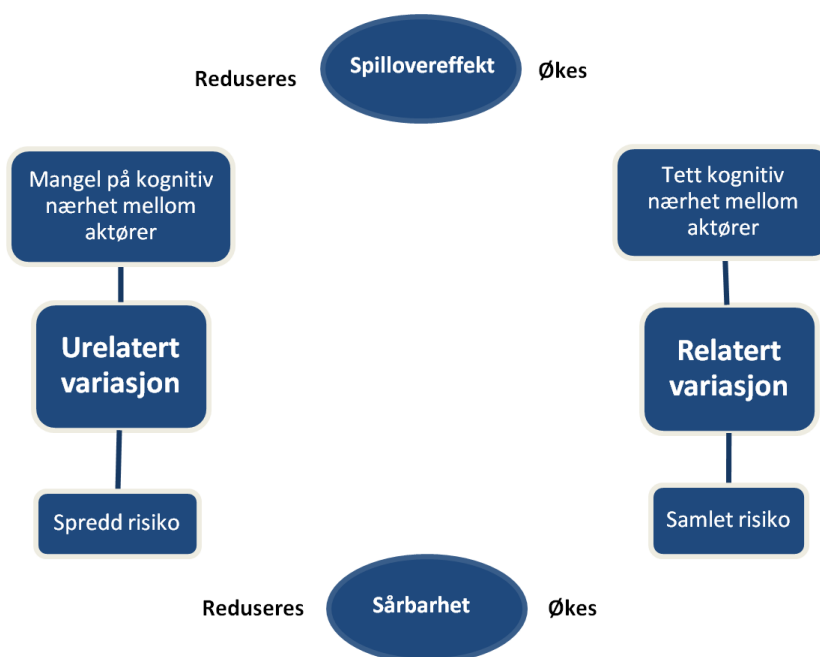 Spillovereffekt
Reduseres
Økes
Mangel på kognitiv
nærhet mellom
aktører
Tett kognitiv
nærhet mellom
aktører
Urelatert
variasjon
Relatert
variasjon
Spredd risiko
Samlet risiko
Reduseres
Sårbarhet
Økes